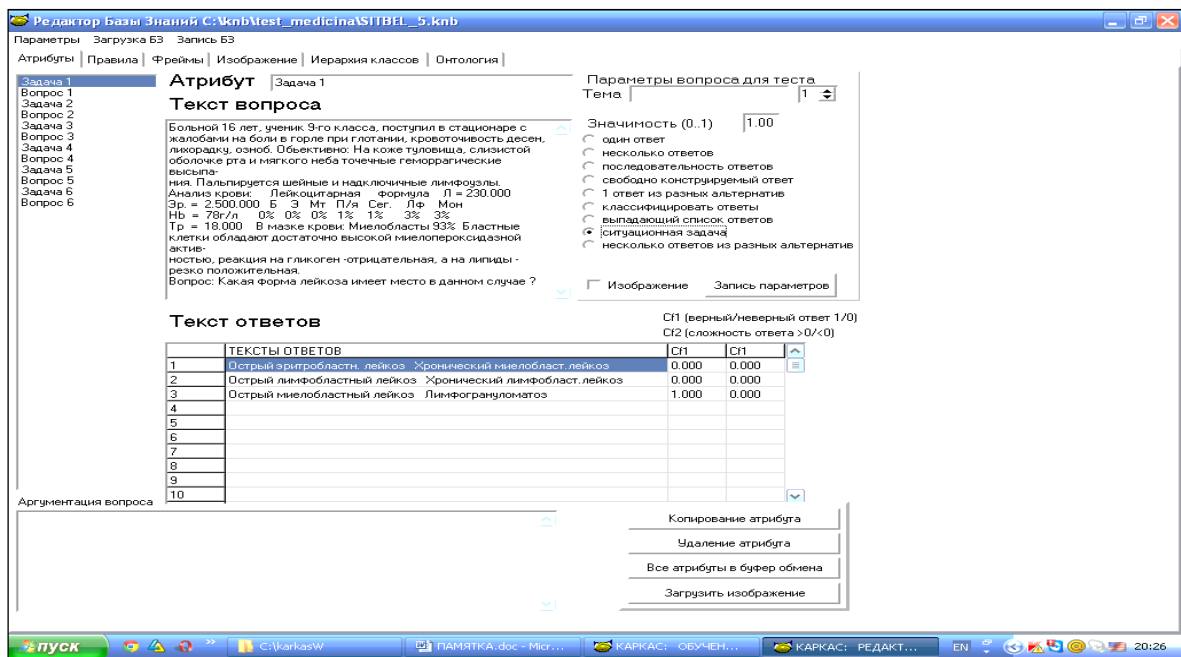 Редактор Базы Знаний C:\knb\test_medicina\SITBEL_5.knb
Параметры Загрузка БЗ Запись БЗ
Атрибуты Правила Фреймы Изображение Иерархия классов Онтология
Задача 1
Вопрос 1
Задача 2
Вопрос 2
Задача 3
Вопрос 3
Задача 4
Вопрос 4
Задача 5
Вопрос 5
Задача 6
Вопрос 6
Атрибут Задача 1
Текст вопроса
Больной 16 лет, ученик 9-го класса, поступил в стационаре с
жалобами на боли в горле при глотании, кровоточивость десен,
лихорадку, озноб. Обьективно: На коже туловища, слизистой
оболочке рта и мягкого неба точечные геморрагические
высыпа-
ния. Пальпируется шейные и надключичные лимфоузлы.
Анализ крови: Лейкоцитарная формула Л = 230.000
Эр. = 2.500.000 Б Э Мт П/я Сег. Лф Мон
Hb = 78г/л 0% 0% 0% 1% 1% 3% 3%
Тр = 18.000 В мазке крови: Миелобласты 93% Бластные
клетки обладают достаточно высокой миелопероксидазной
актив-
ностью, реакция на гликоген -отрицательная, а на липиды -
резко положительная.
Вопрос: Какая форма лейкоза имеет место в данном случае ?
Параметры вопроса для теста
Тема 1
Значимость (0..1) 1.00
один ответ
несколько ответов
последовательность ответов
свободно конструируемый ответ
1 ответ из разных альтернатив
классифицировать ответы
выпадающий список ответов
ситуационная задача
несколько ответов из разных альтернатив
Изображение Запись параметров
Текст ответов
Cf1 (верный/неверный ответ 1/0)
Cf2 (сложность ответа >0/<0)
ТЕКСТЫ ОТВЕТОВ Cf1 Cf1
1 Острый эритробластн. лейкоз Хронический миелобласт.лейкоз 0.000 0.000
2 Острый лимфобластный лейкоз Хронический лимфобласт.лейкоз 0.000 0.000
3 Острый миелобластный лейкоз Лимфогрануломатоз 1.000 0.000
4
5
6
7
8
9
10
Аргументация вопроса
Копирование атрибута
Удаление атрибута
Все атрибуты в буфер обмена
Загрузить изображение
пуск C:\karkasW ПАМЯТКА.doc - Micr... КАРКАС: ОБУЧЕН... КАРКАС: РЕДАКТ... EN 20:26